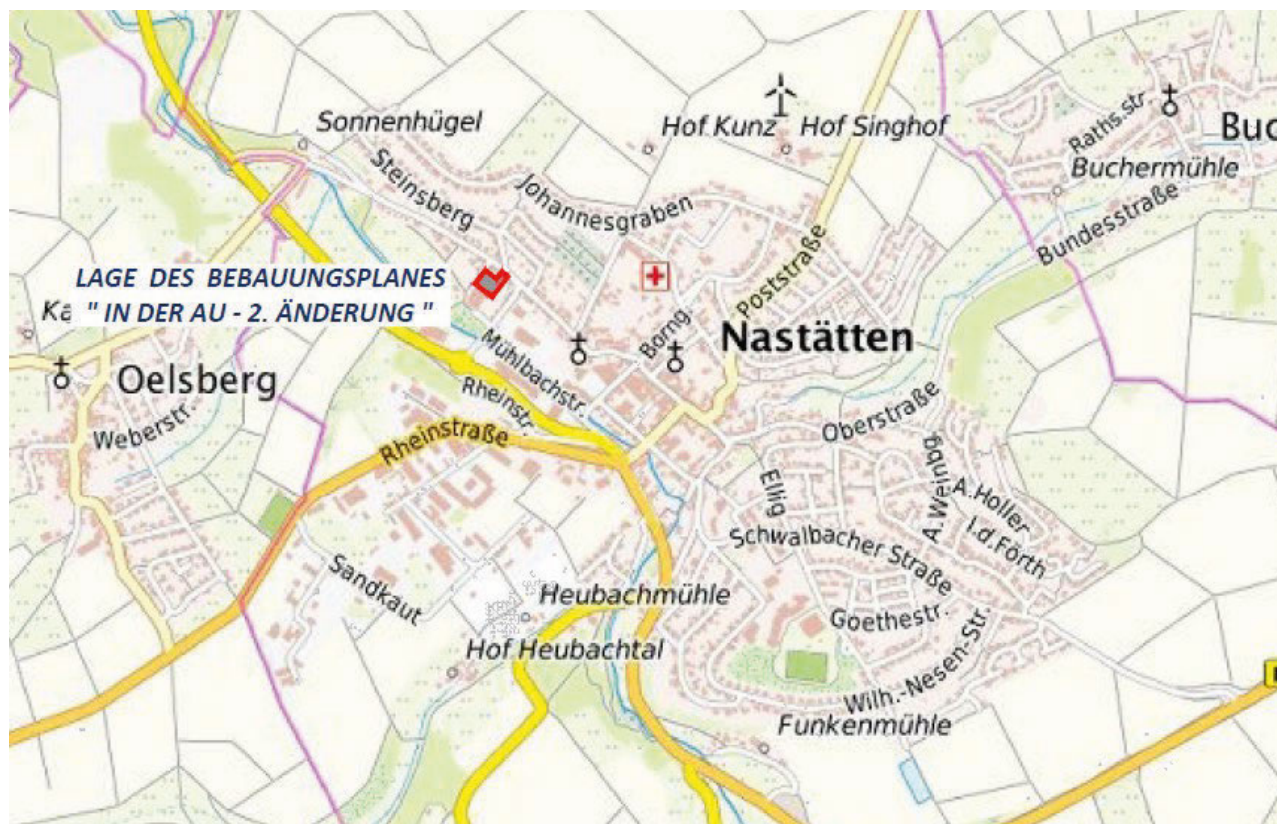 Sonnenhügel
Hof Kunz
Hof Singhof
Raths.str.
Buc
Buchermühle
Steinsberg
Johannesgraben
Bundesstraße
LAGE DES BEBAUUNGSPLANES
" IN DER AU - 2. ÄNDERUNG "
Poststraße
Borng.
Nastätten
Mühlbachstr.
Oelsberg
Rheinstr.
Weberstr.
Rheinstraße
Oberstraße
Ellig
A.Weinbg.
A.Holler
I.d.Förth
Schwalbacher Straße
Sandkaut
Heubachmühle
Goethestr.
Hof Heubachtal
Wilh.-Nesen-Str.
Funkenmühle